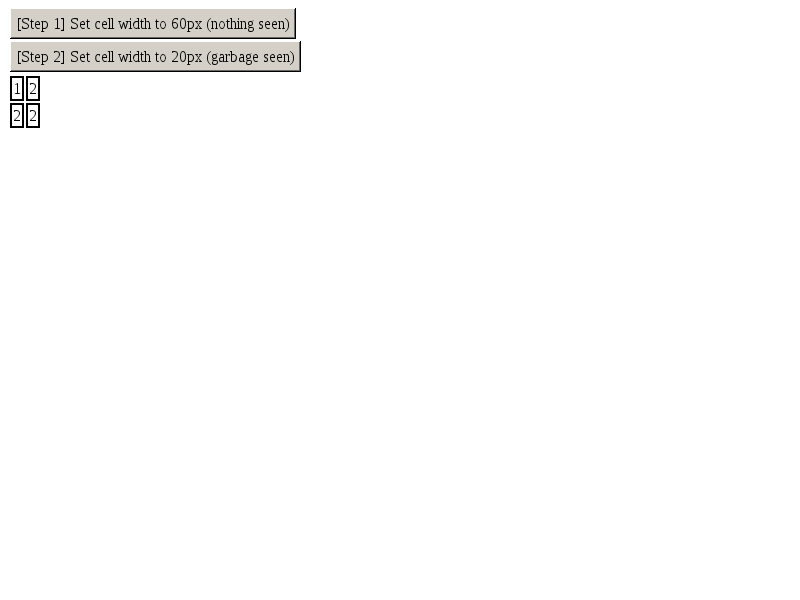 [Step 1] Set cell width to 60px (nothing seen)
[Step 2] Set cell width to 20px (garbage seen)
1 2
2 2